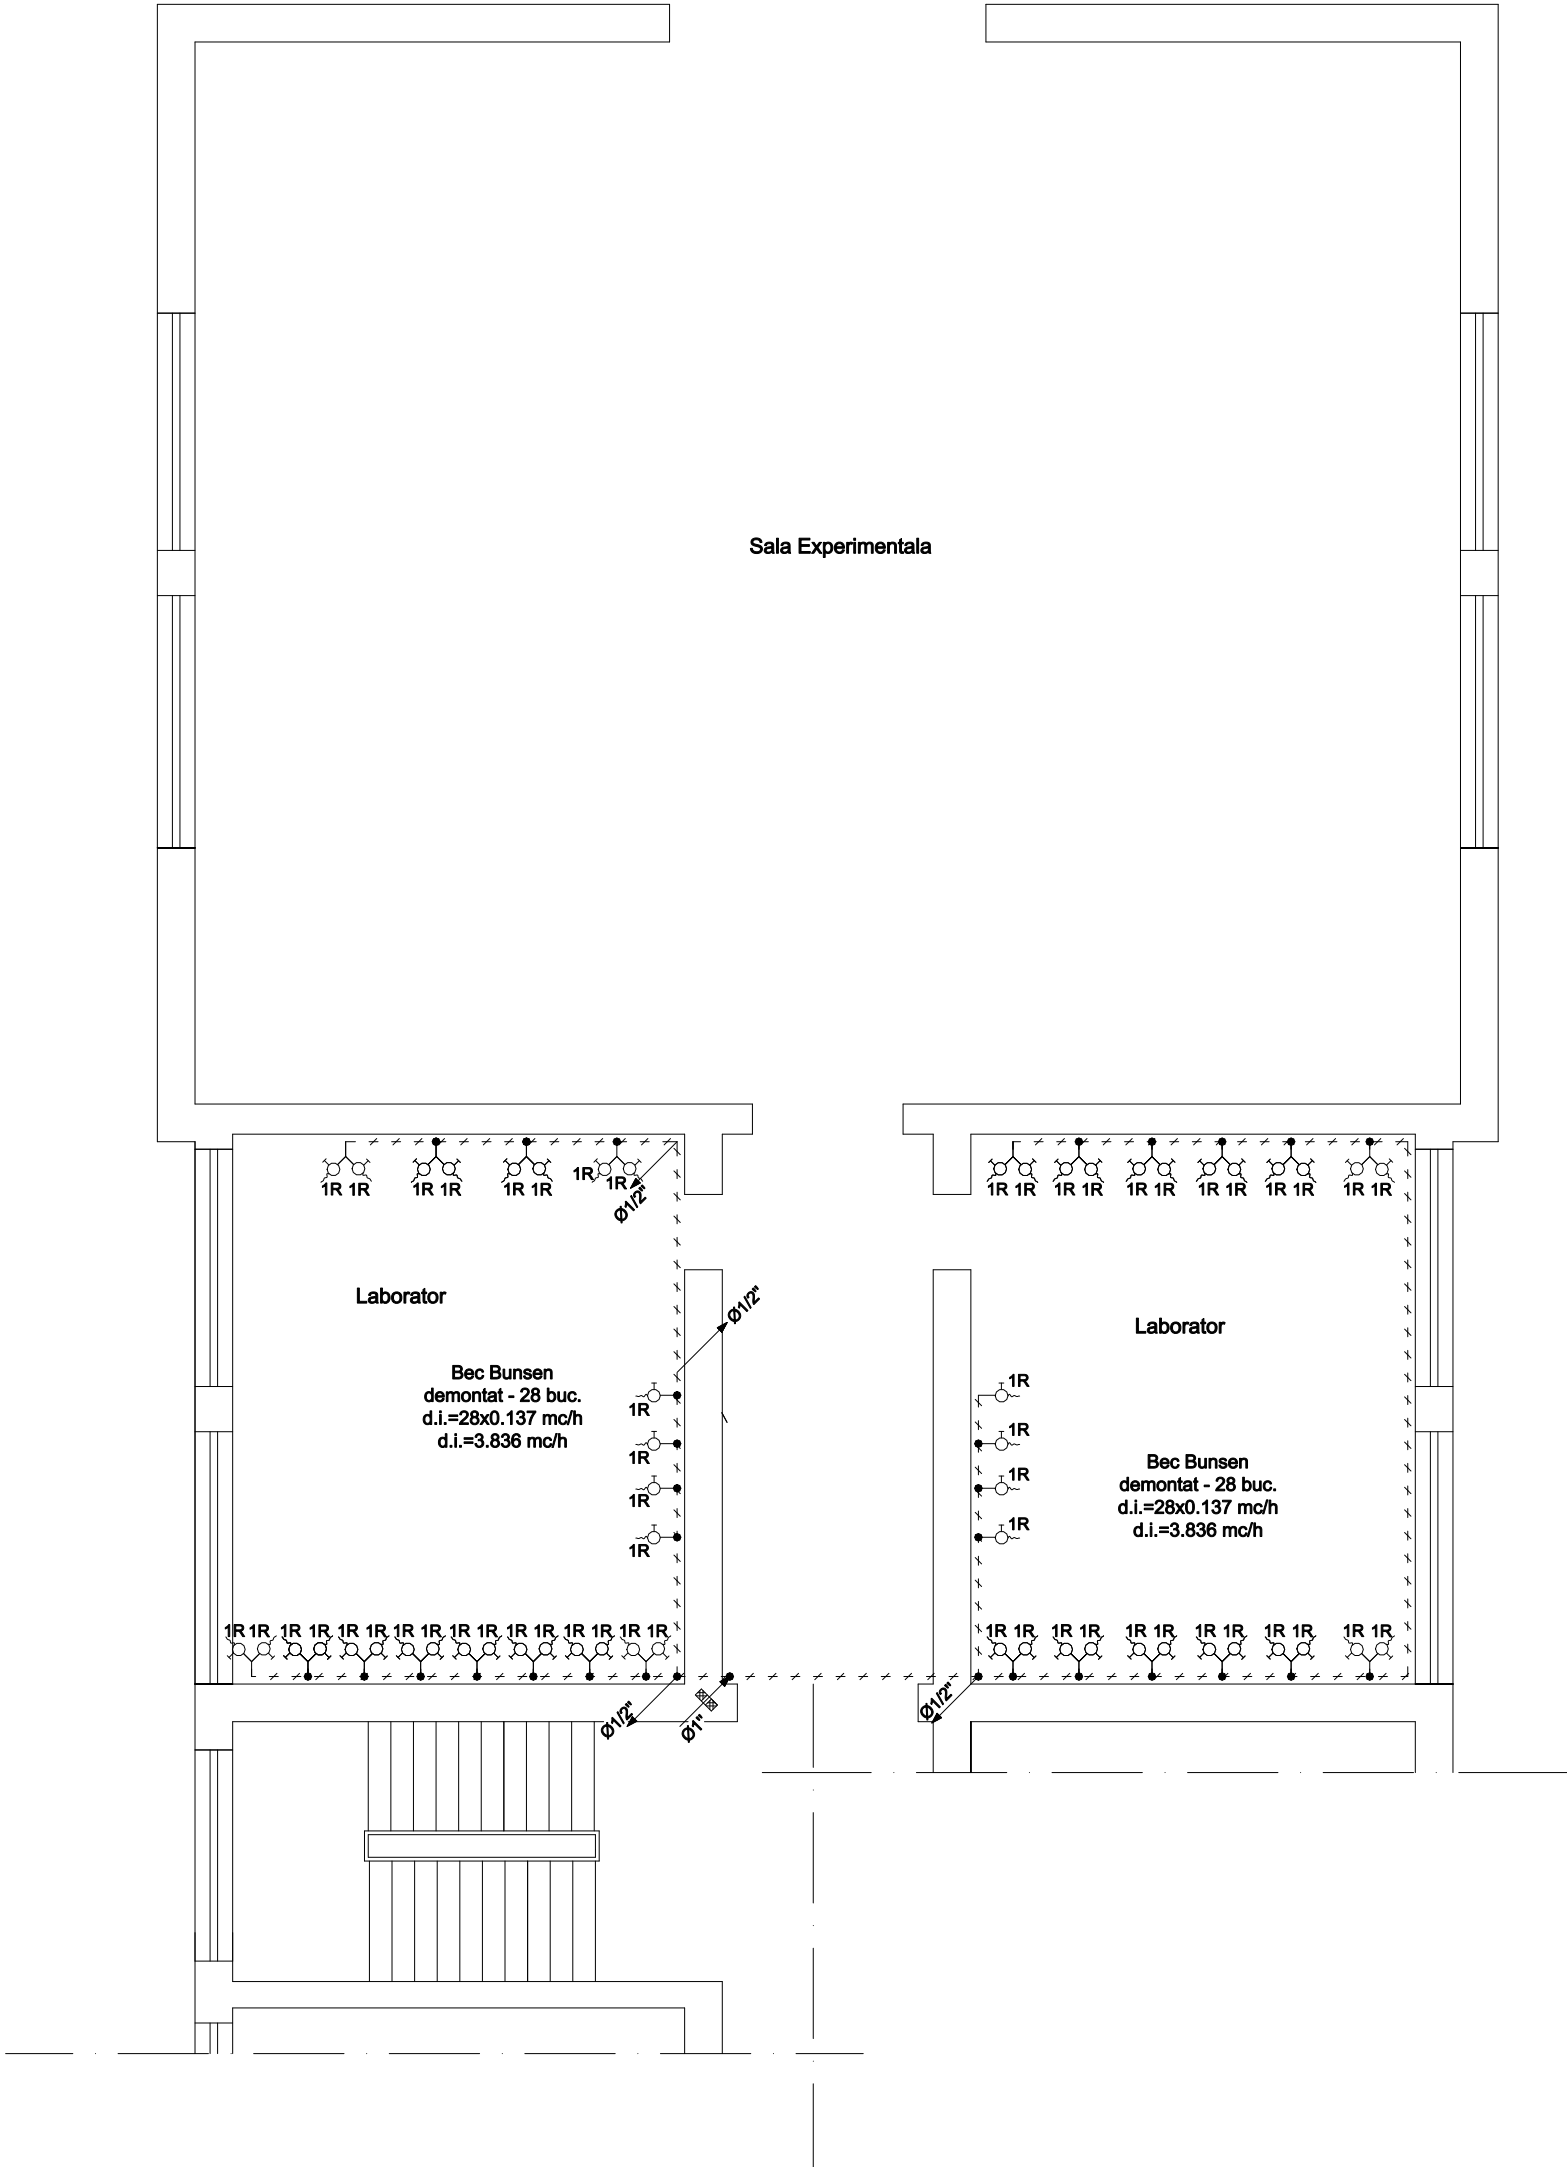 Sala Experimentala
1R 1R 1R 1R 1R 1R 1R 1R
Ø1/2"
1R 1R 1R 1R 1R 1R 1R 1R 1R 1R 1R 1R
Laborator
Ø1/2"
Laborator
Bec Bunsen
demontat - 28 buc.
d.i.=28x0.137 mc/h
d.i.=3.836 mc/h
1R
1R
1R
1R
1R
1R
1R
1R
Bec Bunsen
demontat - 28 buc.
d.i.=28x0.137 mc/h
d.i.=3.836 mc/h
1R 1R 1R 1R 1R 1R 1R 1R 1R 1R 1R 1R 1R 1R 1R 1R
1R 1R 1R 1R 1R 1R 1R 1R 1R 1R 1R 1R
Ø1/2"
Ø1"
Ø1/2"